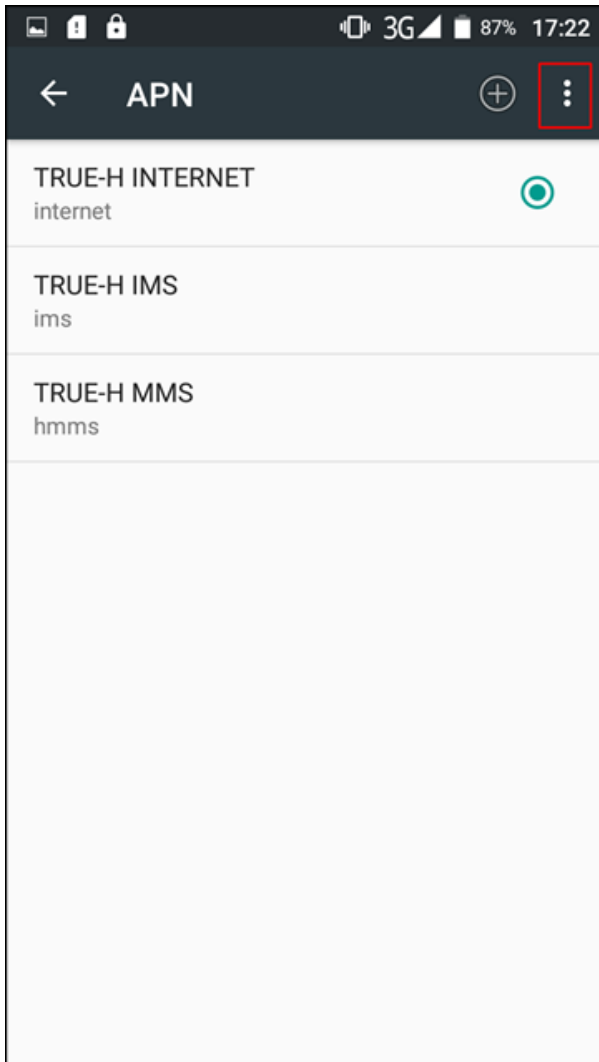 3G 87% 17:22
APN
TRUE-H INTERNET
internet
TRUE-H IMS
ims
TRUE-H MMS
hmms